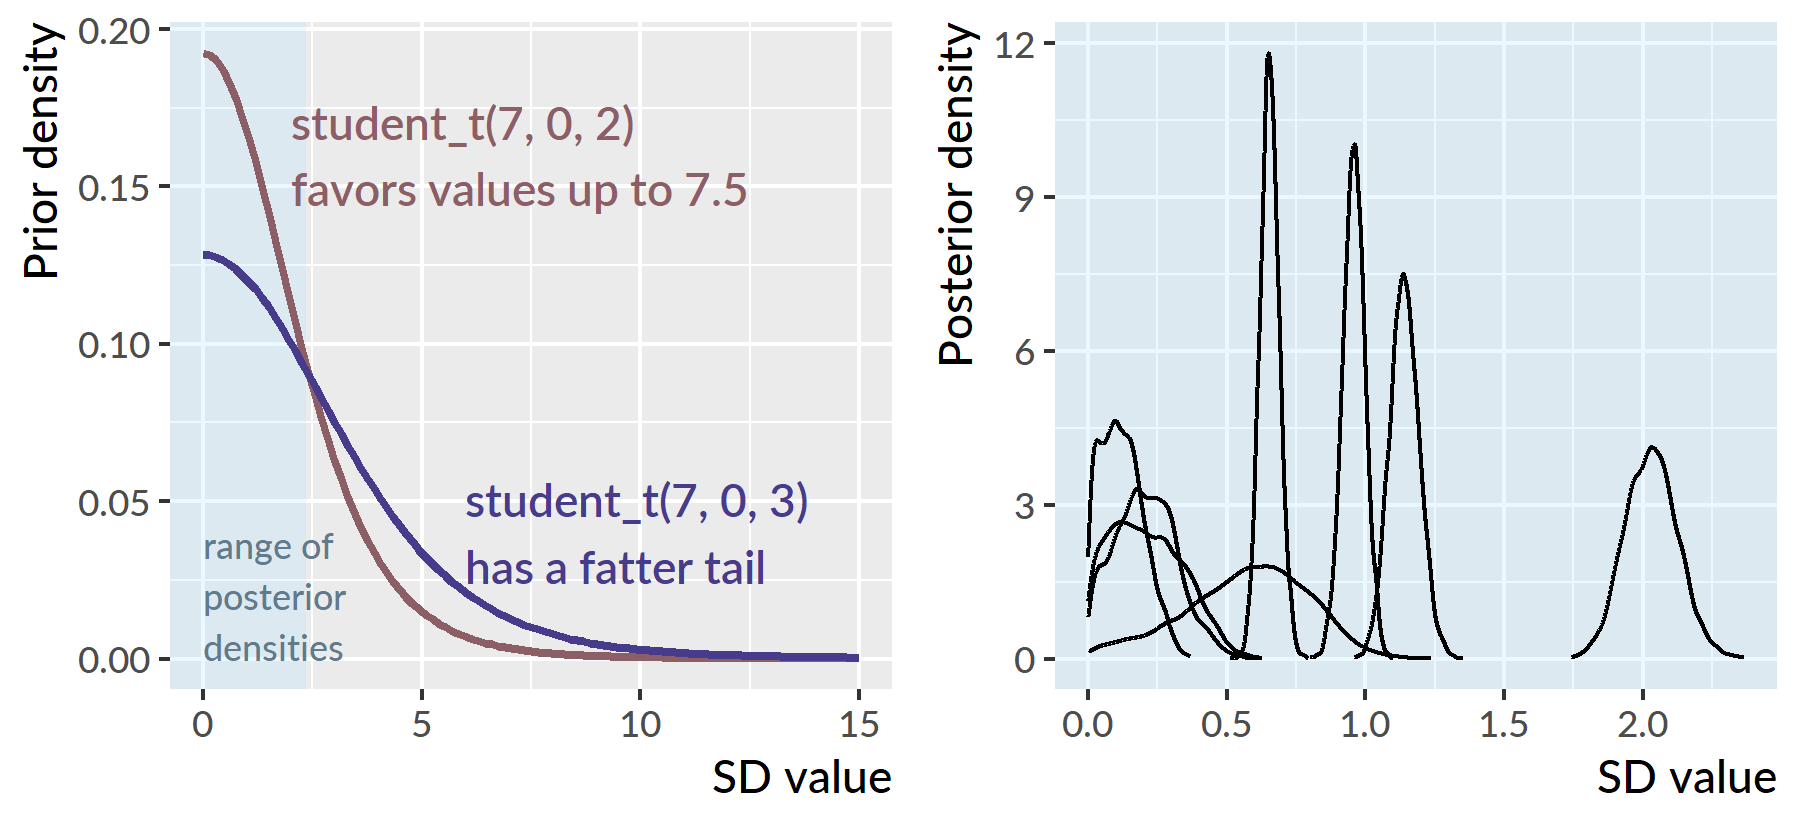 Prior density
0.20
0.15
0.10
0.05
0.00
student_t(7, 0, 2)
favors values up to 7.5
student_t(7, 0, 3)
has a fatter tail
range of
posterior
densities
0 5 10 15
SD value
Posterior density
12
9
6
3
0
0.0 0.5 1.0 1.5 2.0
SD value